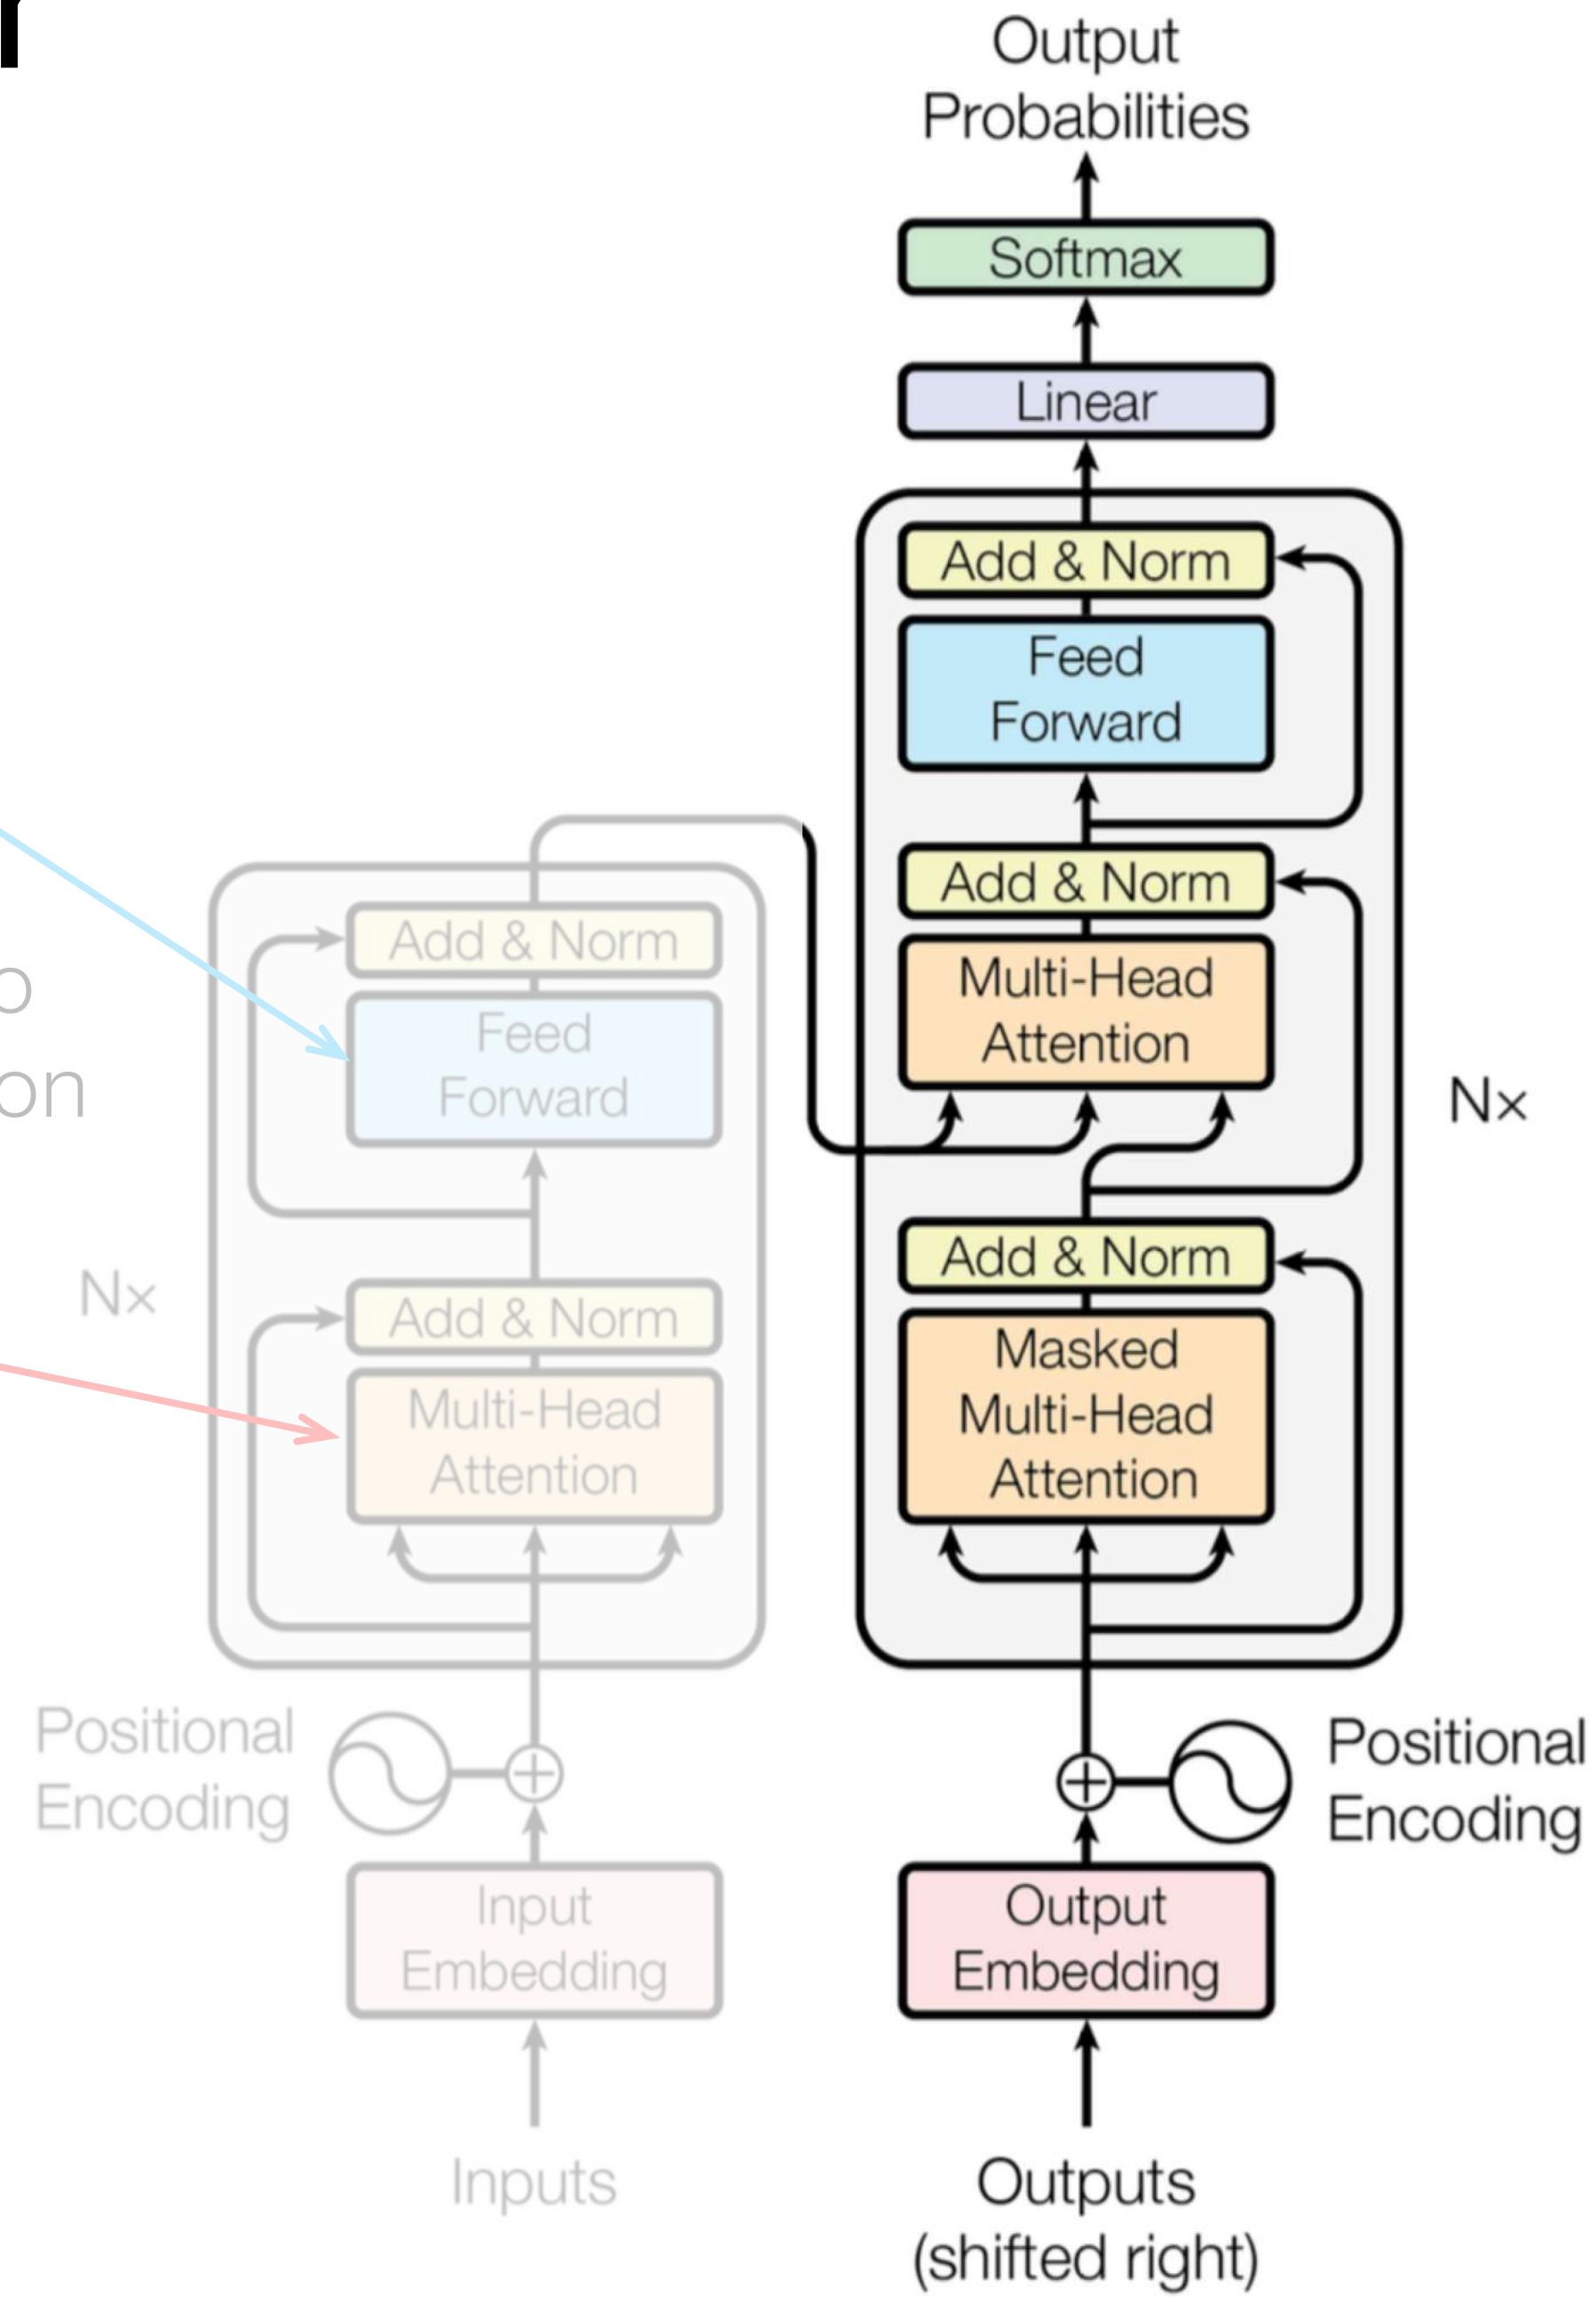 Output
Probabilities
Softmax
Linear
Add & Norm
Feed
Forward
Add & Norm
Multi-Head
Attention
N×
Add & Norm
Masked
Multi-Head
Attention
Positional
Encoding
Output
Embedding
Outputs
(shifted right)
Add & Norm
Feed
Forward
N×
Add & Norm
Multi-Head
Attention
Positional
Encoding
Input
Embedding
Inputs